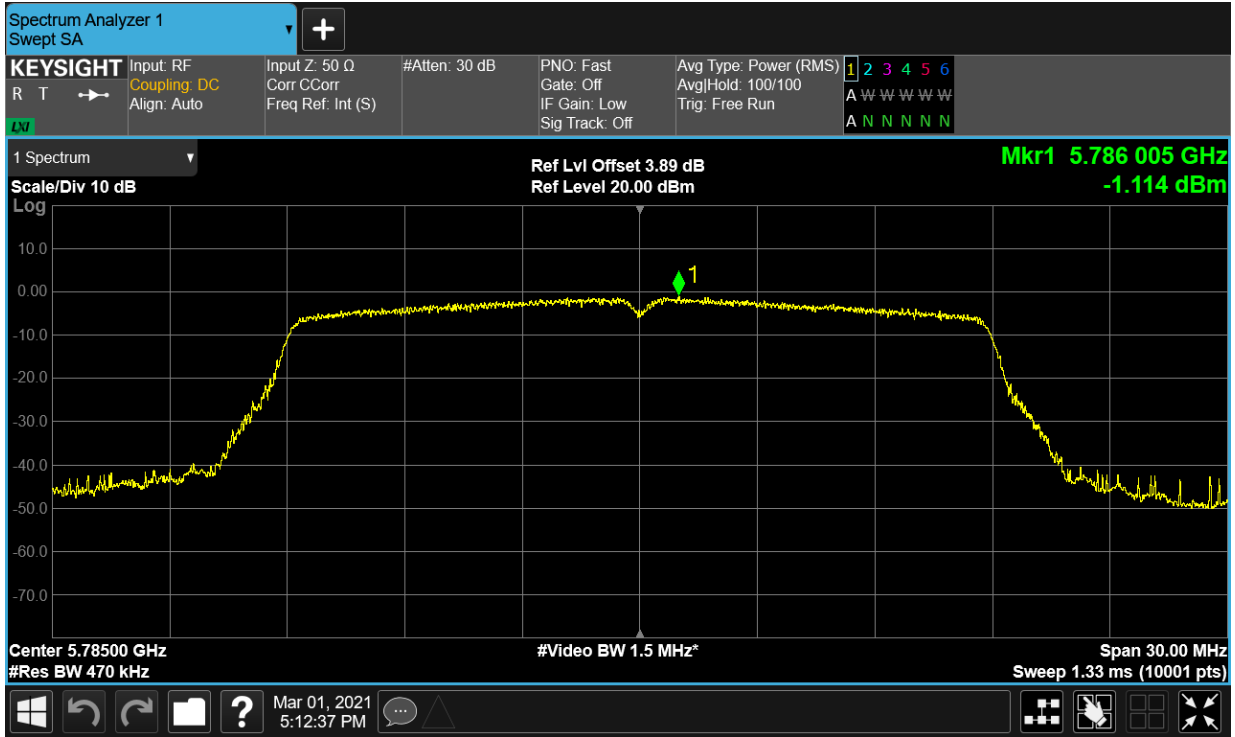 Spectrum Analyzer 1
Swept SA
+
KEYSIGHT
R T
LXI
Input: RF
Coupling: DC
Align: Auto
Input Z: 50 Ω
Corr CCorr
Freq Ref: Int (S)
#Atten: 30 dB
PNO: Fast
Gate: Off
IF Gain: Low
Sig Track: Off
Avg Type: Power (RMS)
Avg|Hold: 100/100
Trig: Free Run
1 2 3 4 5 6
A W W W W W
A N N N N N
1 Spectrum
Scale/Div 10 dB
Log
Ref Lvl Offset 3.89 dB
Ref Level 20.00 dBm
Mkr1 5.786 005 GHz
-1.114 dBm
10.0
0.00
-10.0
-20.0
-30.0
-40.0
-50.0
-60.0
-70.0
1
Center 5.78500 GHz
#Res BW 470 kHz
#Video BW 1.5 MHz*
Span 30.00 MHz
Sweep 1.33 ms (10001 pts)
?
Mar 01, 2021
5:12:37 PM